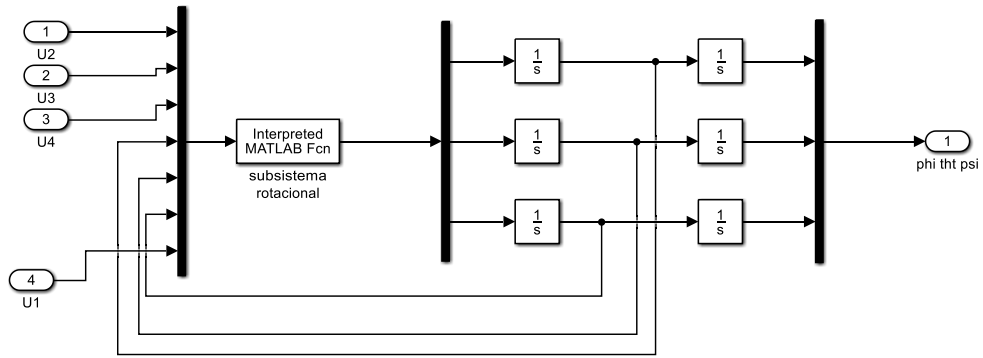 1
U2
2
U3
3
U4
4
U1
Interpreted
MATLAB Fcn
subsistema
rotacional
1
s
1
s
1
s
1
s
1
s
1
s
1
phi tht psi